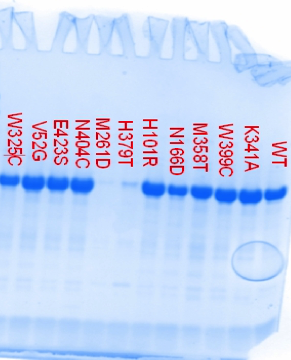 W325C
V52G
E423S
N404C
M261D
H379T
H101R
N166D
M358T
W399C
K341A
WT